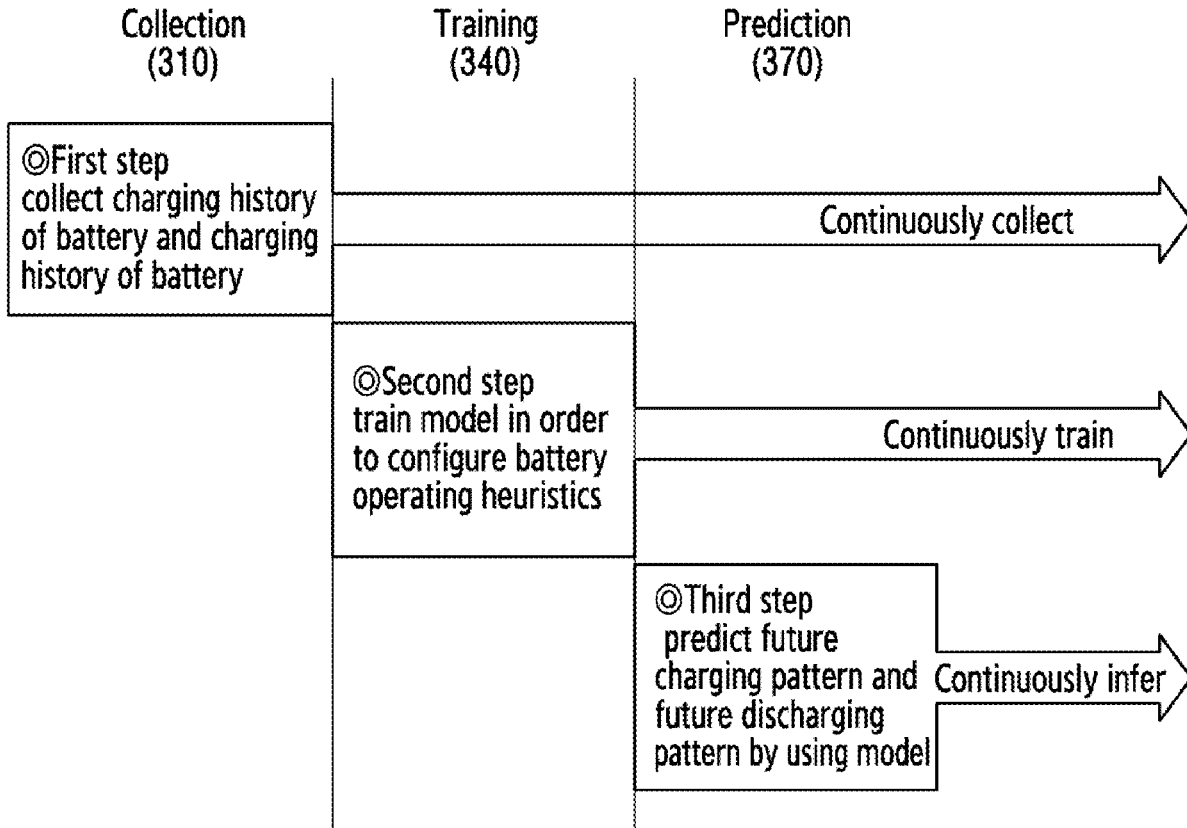 Collection
(310)
Training
(340)
Prediction
(370)
◎First step
collect charging history
of battery and charging
history of battery
Continuously collect
◎Second step
train model in order
to configure battery
operating heuristics
Continuously train
◎Third step
predict future
charging pattern and
future discharging
pattern by using model
Continuously infer